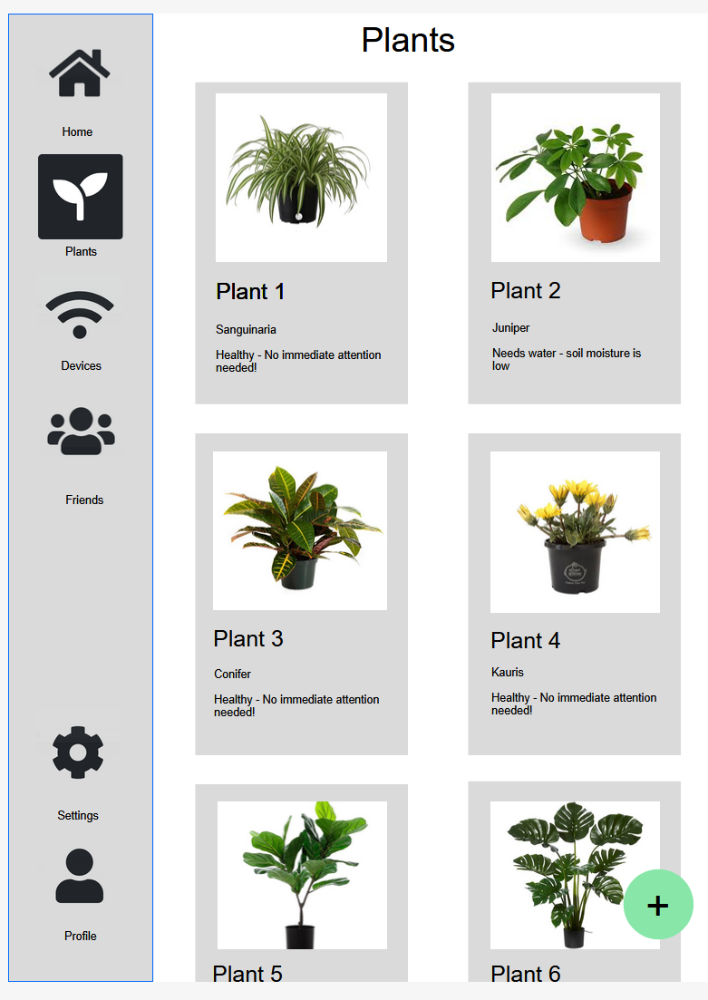 Plants
Home
Plants
Devices
Friends
Settings
Profile
Plant 1
Sanguinaria
Healthy - No immediate attention
needed!
Plant 2
Juniper
Needs water - soil moisture is
low
Plant 3
Conifer
Healthy - No immediate attention
needed!
Plant 4
Kauris
Healthy - No immediate attention
needed!
Plant 5
Plant 6
+